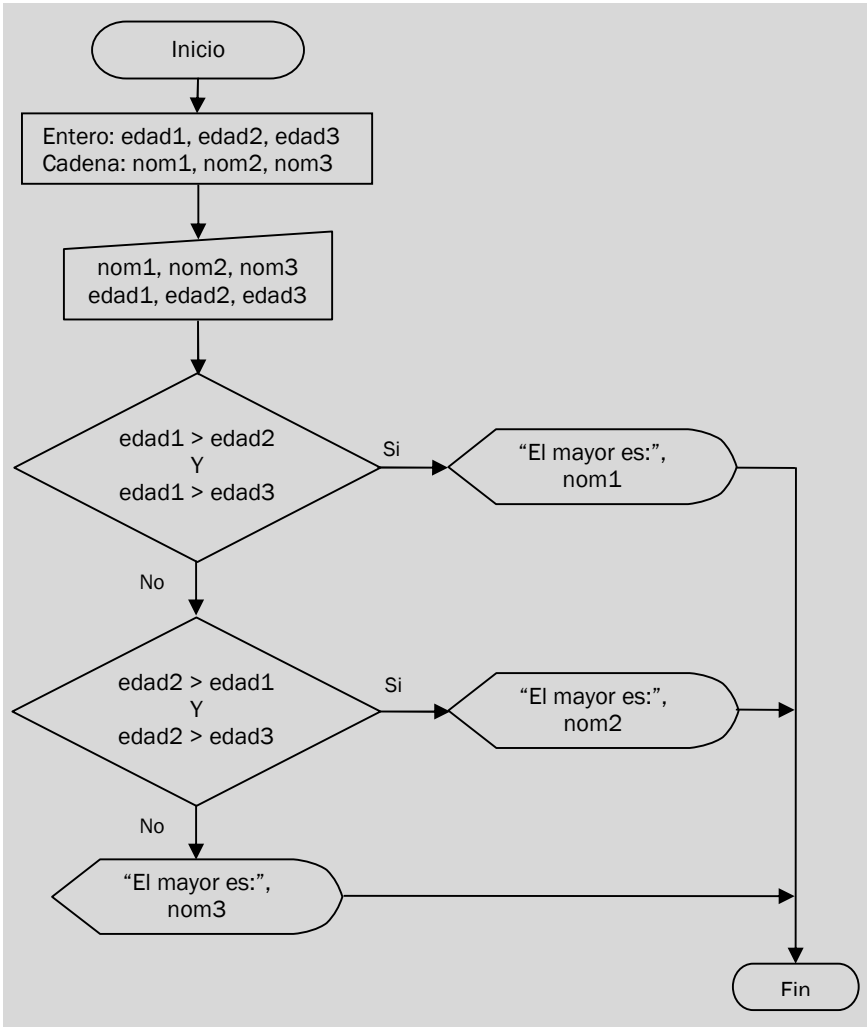 Inicio
Entero: edad1, edad2, edad3
Cadena: nom1, nom2, nom3
nom1, nom2, nom3
edad1, edad2, edad3
edad1 > edad2
Y
edad1 > edad3
Si
“El mayor es:”,
nom1
No
edad2 > edad1
Y
edad2 > edad3
Si
“El mayor es:”,
nom2
No
“El mayor es:”,
nom3
Fin